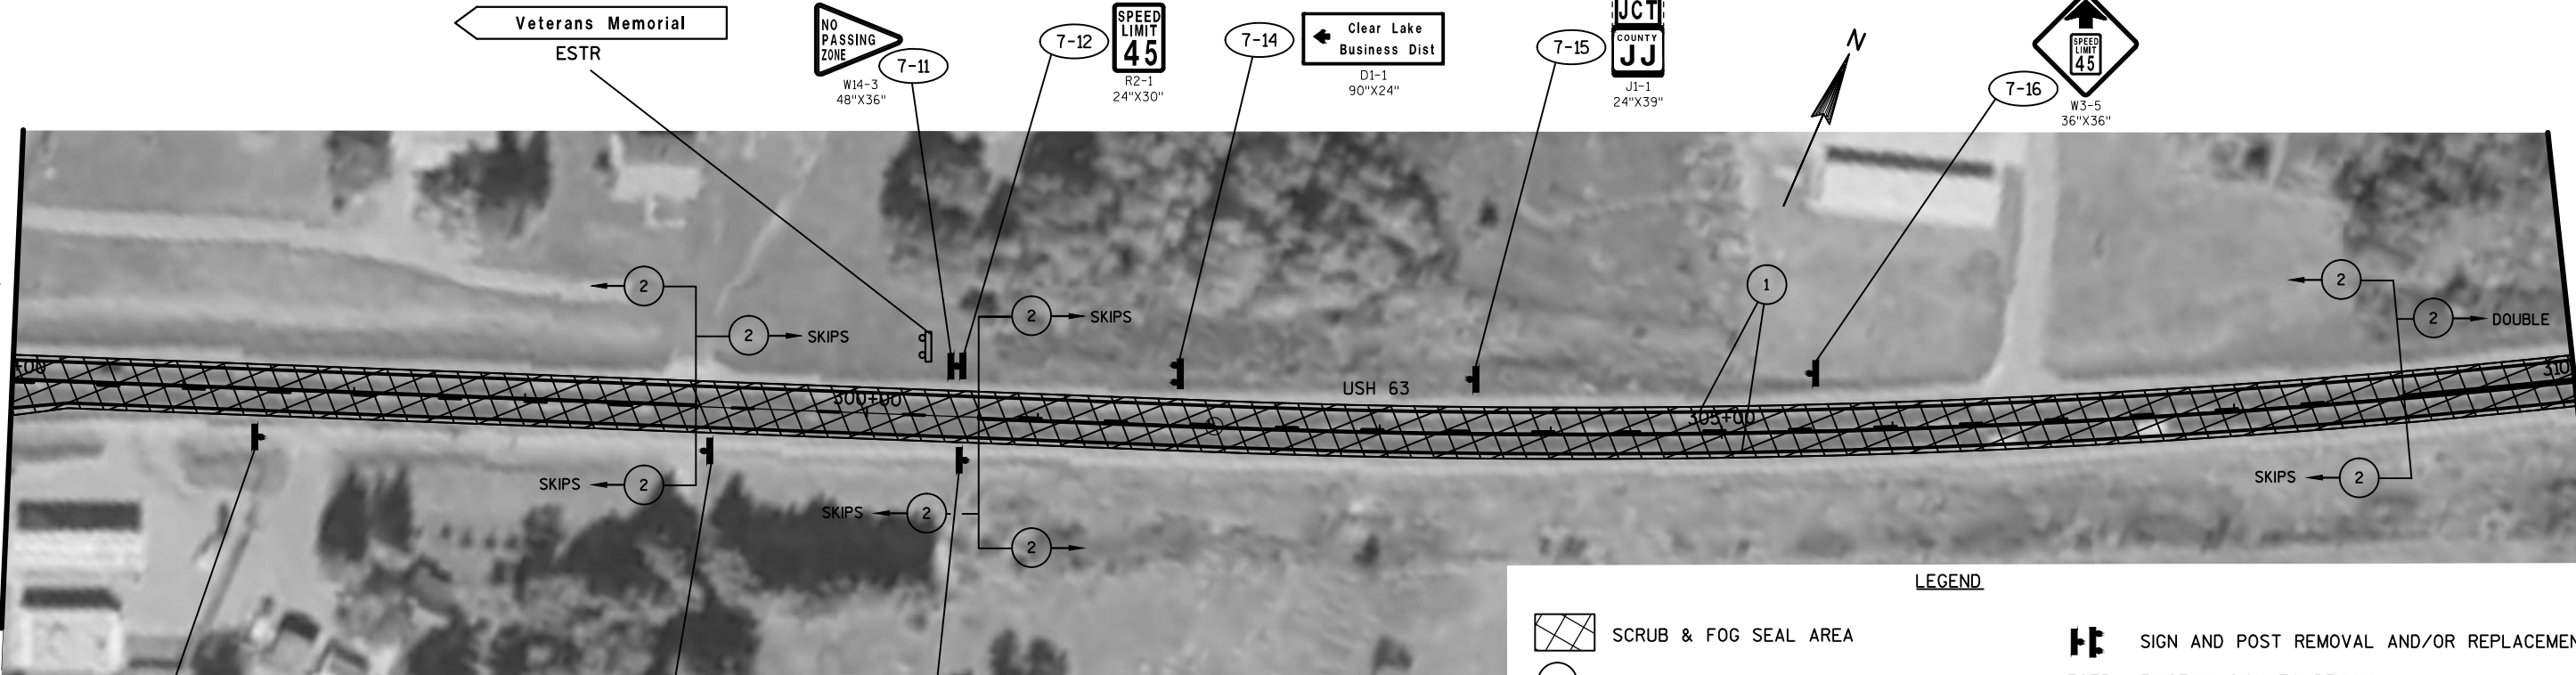 Veterans Memorial
ESTR
NO
PASSING
ZONE
W14-3
48"X36"
7-11
7-12
SPEED
LIMIT
45
R2-1
24"X30"
7-14
Clear Lake
Business Dist
D1-1
90"X24"
7-15
JCT
COUNTY
JJ
J1-1
24"X39"
N
7-16
SPEED
LIMIT
45
W3-5
36"X36"
2
2
SKIPS
2
SKIPS
1
2
2
DOUBLE
+00
300+00
USH 63
305+00
310
SKIPS
2
SKIPS
2
2
SKIPS
2
LEGEND
SCRUB & FOG SEAL AREA
SIGN AND POST REMOVAL AND/OR REPLACEMEN